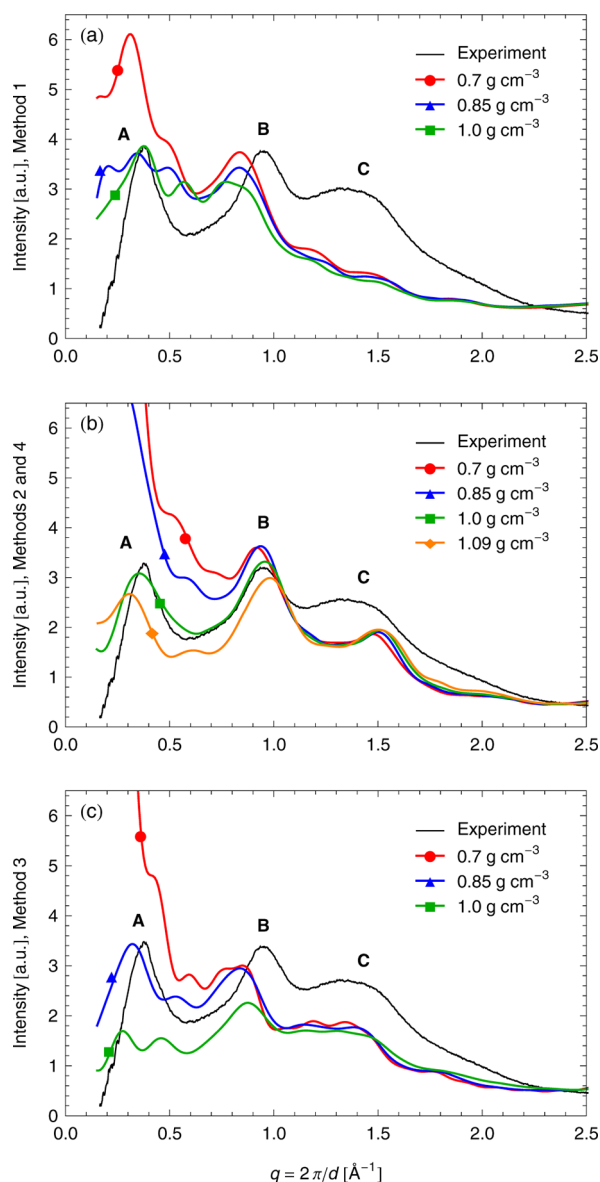 (a)
Intensity [a.u.], Method 1
6
5
4
3
2
1
0
A
B
C
Experiment
0.7 g cm⁻³
0.85 g cm⁻³
1.0 g cm⁻³
0.0 0.5 1.0 1.5 2.0 2.5
(b)
Intensity [a.u.], Methods 2 and 4
6
5
4
3
2
1
0
A
B
C
Experiment
0.7 g cm⁻³
0.85 g cm⁻³
1.0 g cm⁻³
1.09 g cm⁻³
0.0 0.5 1.0 1.5 2.0 2.5
(c)
Intensity [a.u.], Method 3
6
5
4
3
2
1
0
A
B
C
Experiment
0.7 g cm⁻³
0.85 g cm⁻³
1.0 g cm⁻³
0.0 0.5 1.0 1.5 2.0 2.5
q = 2 π/d [Å⁻¹]